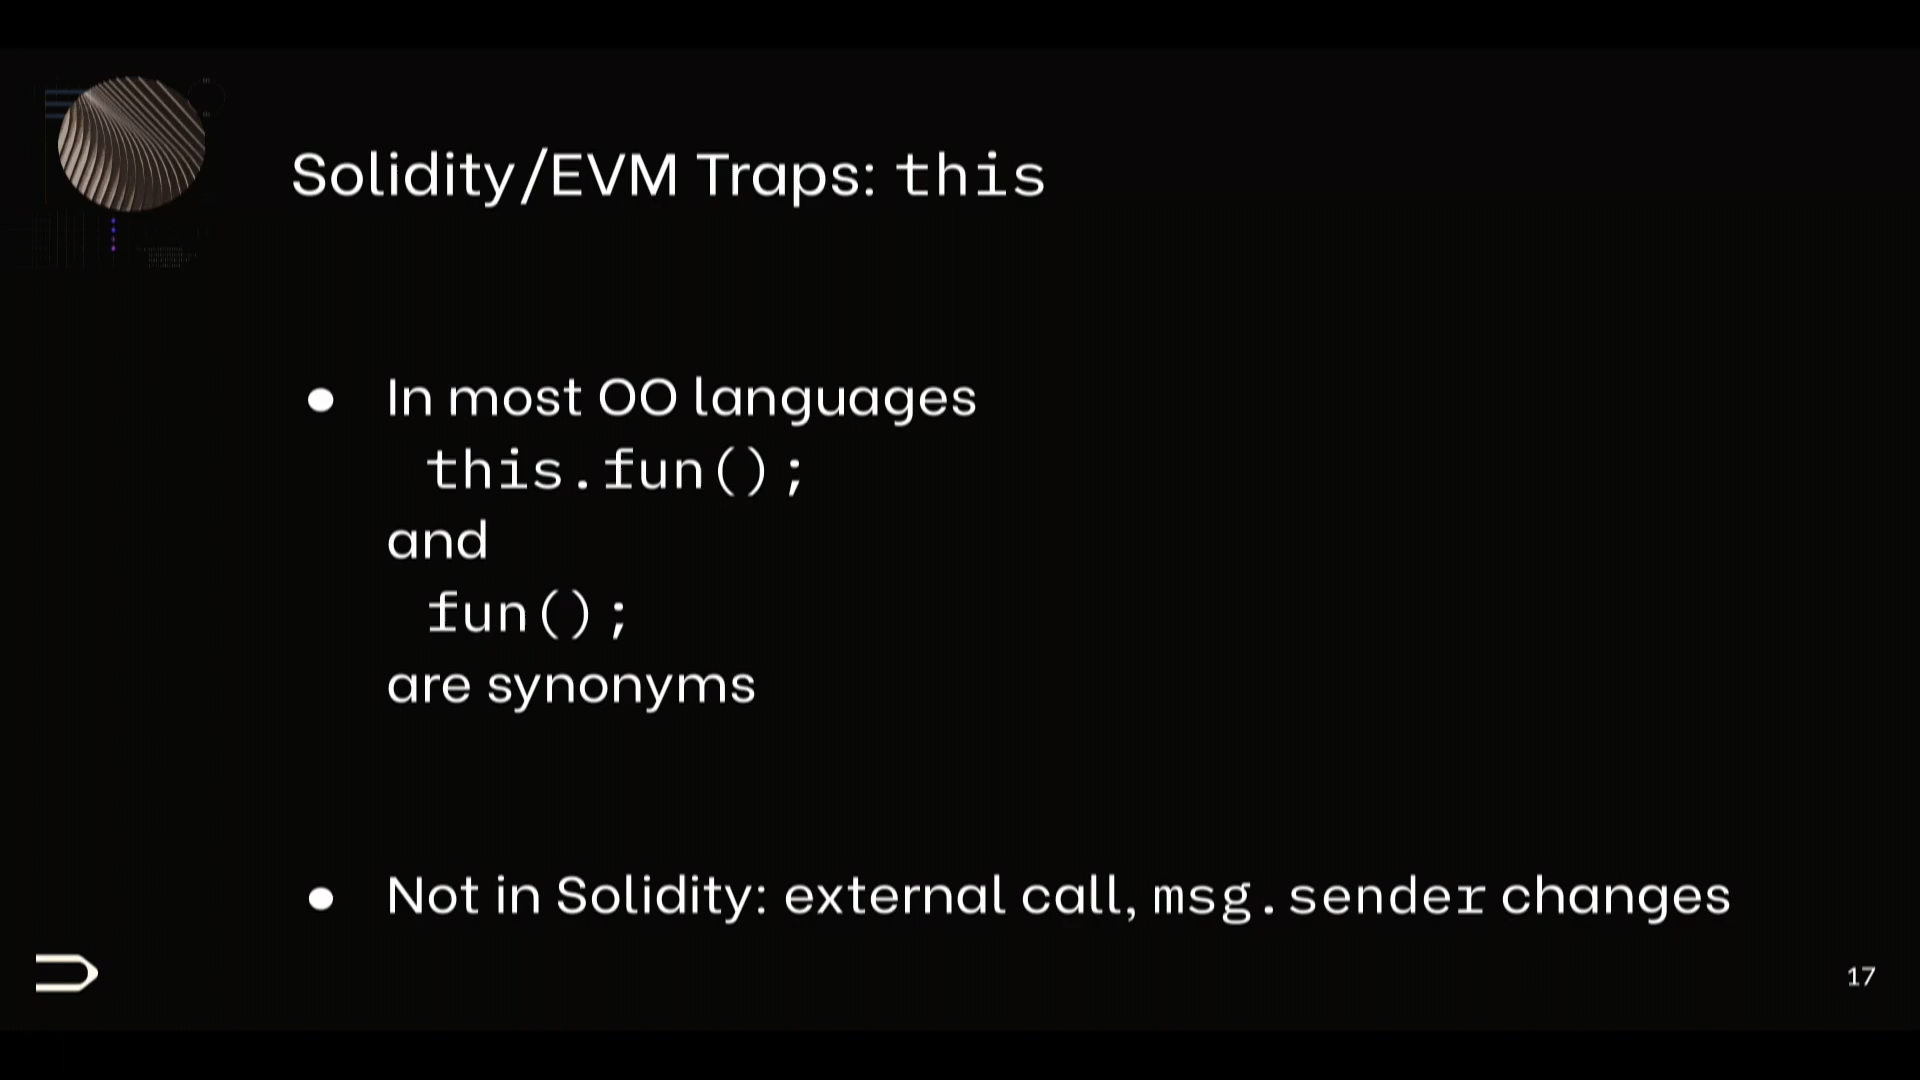 Solidity/EVM Traps: this
● In most OO languages
this.fun();
and
fun();
are synonyms
● Not in Solidity: external call, msg.sender changes
17